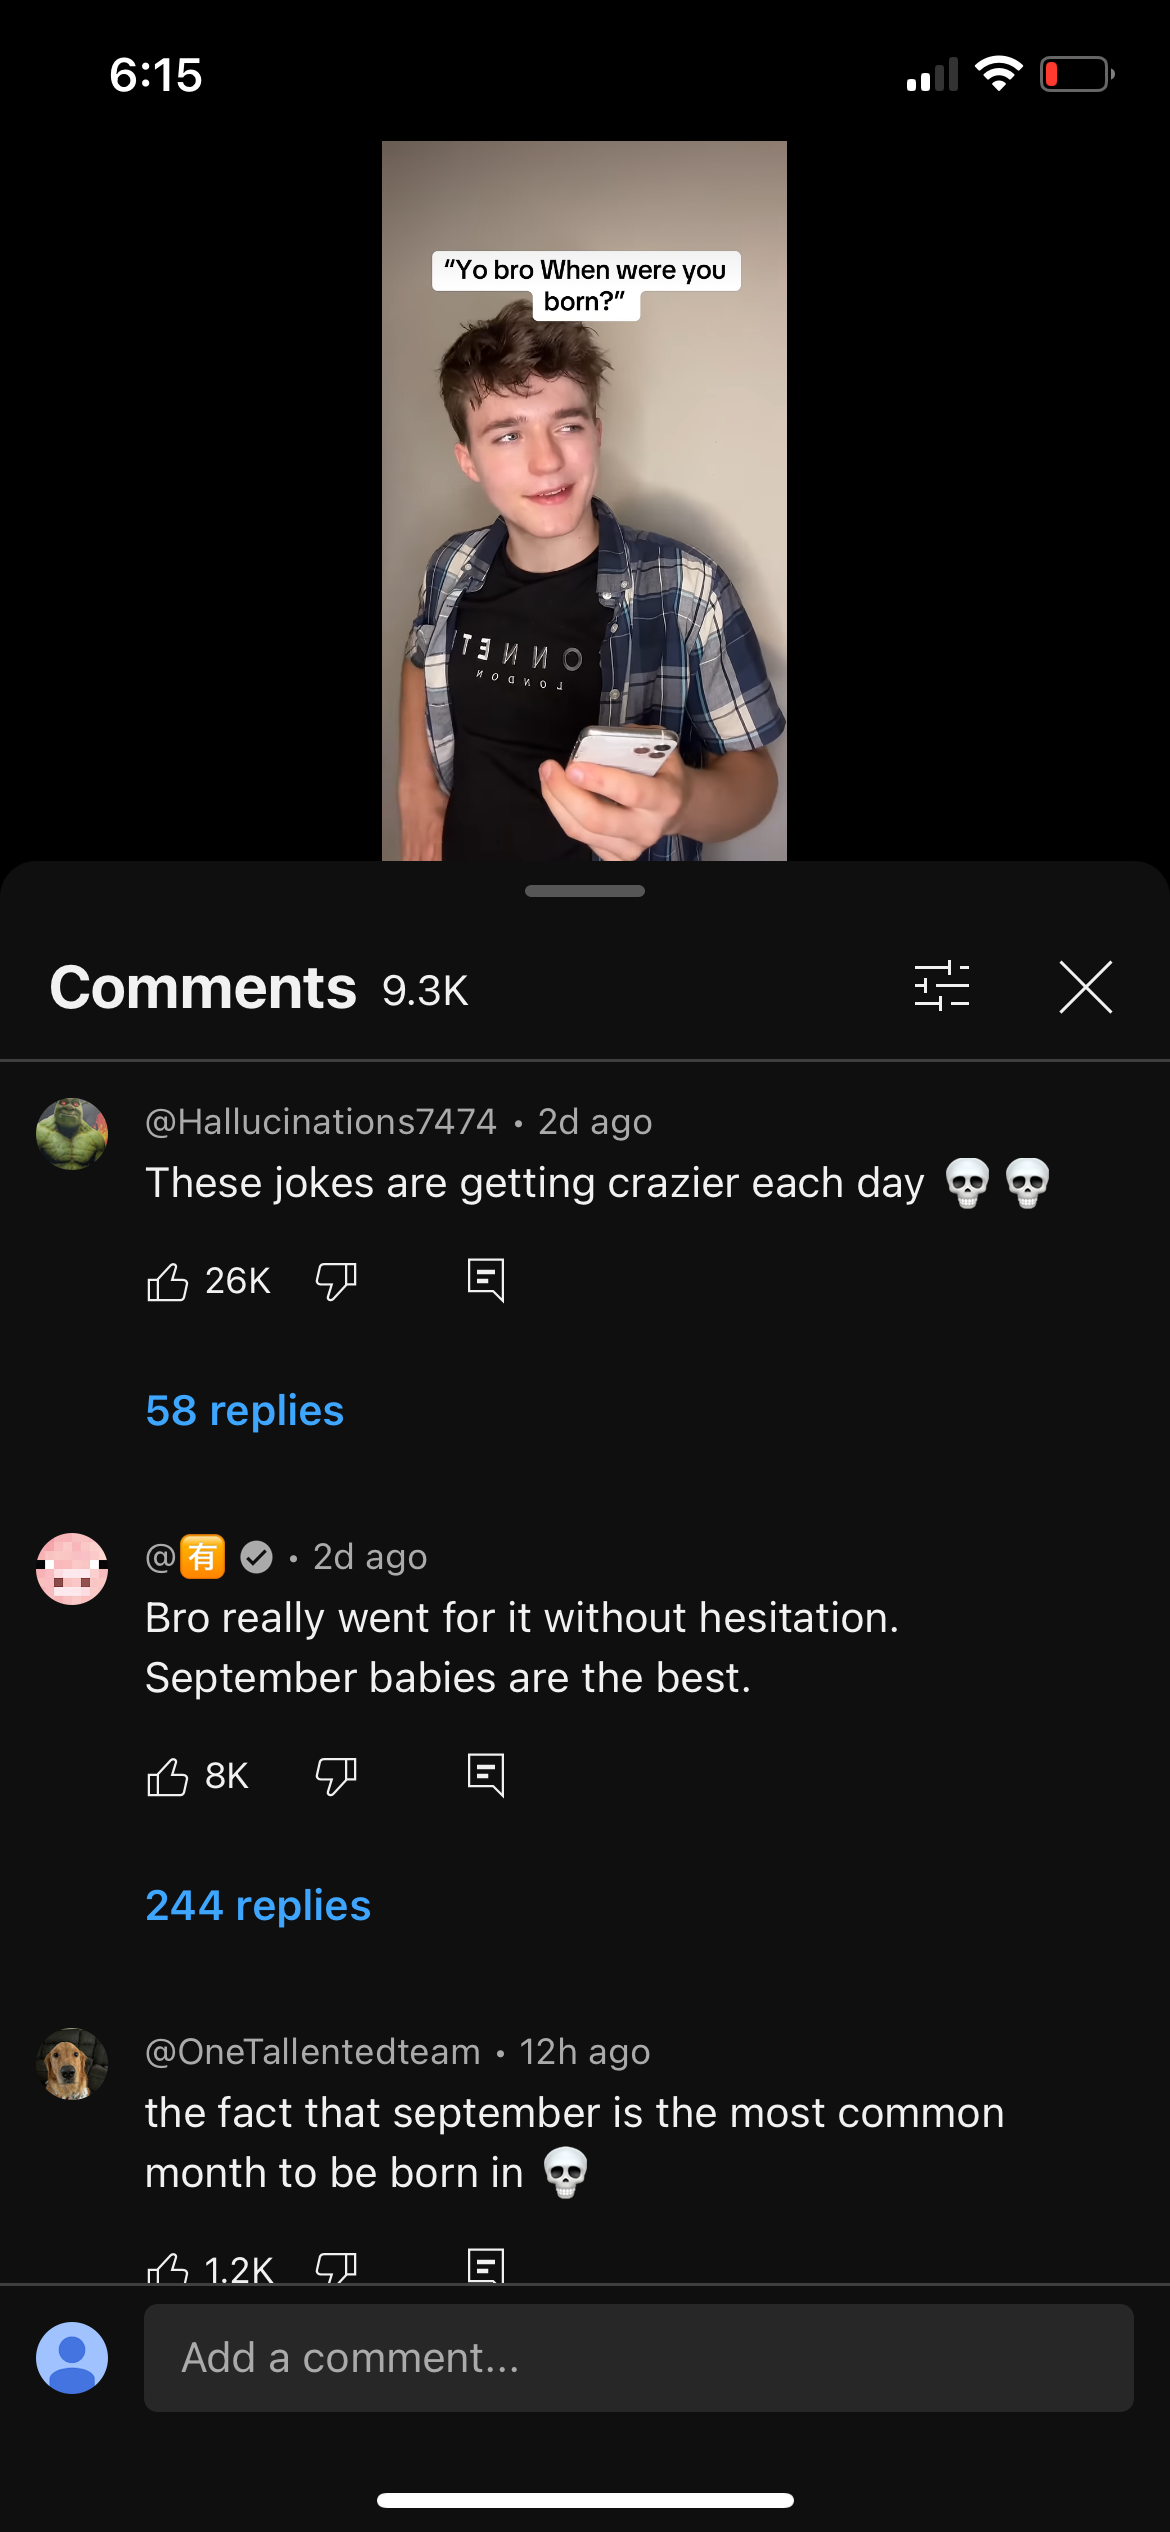 6:15
“Yo bro When were you
born?”
ONNET
LONDON
Comments 9.3K
@Hallucinations7474 • 2d ago
These jokes are getting crazier each day 💀💀
26K
58 replies
@🈶 • 2d ago
Bro really went for it without hesitation.
September babies are the best.
8K
244 replies
@OneTallentedteam • 12h ago
the fact that september is the most common
month to be born in 💀
1.2K
Add a comment...